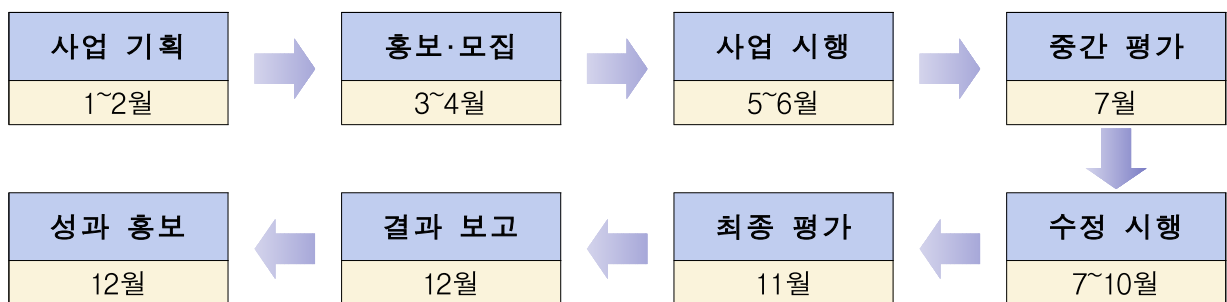 사업 기획
1~2월
홍보·모집
3~4월
사업 시행
5~6월
중간 평가
7월
수정 시행
7~10월
최종 평가
11월
결과 보고
12월
성과 홍보
12월